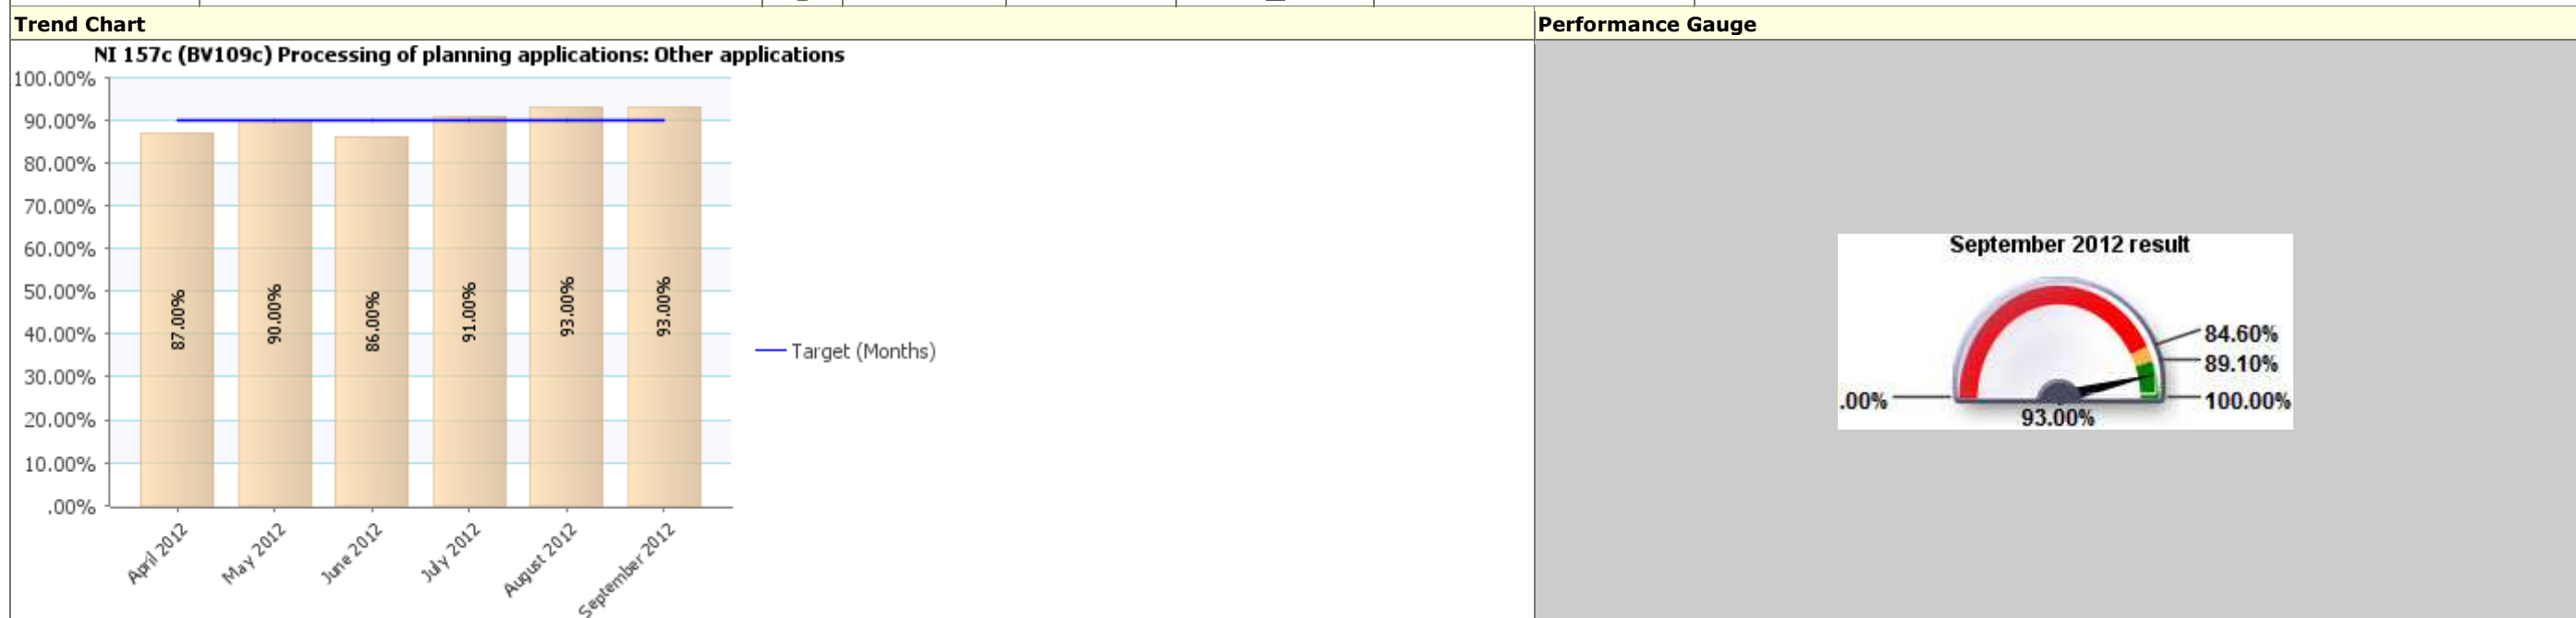 Trend Chart
Performance Gauge
NI 157c (BV109c) Processing of planning applications: Other applications
100.00%
90.00%
80.00%
70.00%
60.00%
50.00%
40.00%
30.00%
20.00%
10.00%
.00%
87.00%
90.00%
86.00%
91.00%
93.00%
93.00%
April 2012
May 2012
June 2012
July 2012
August 2012
September 2012
Target (Months)
September 2012 result
84.60%
89.10%
.00%
100.00%
93.00%